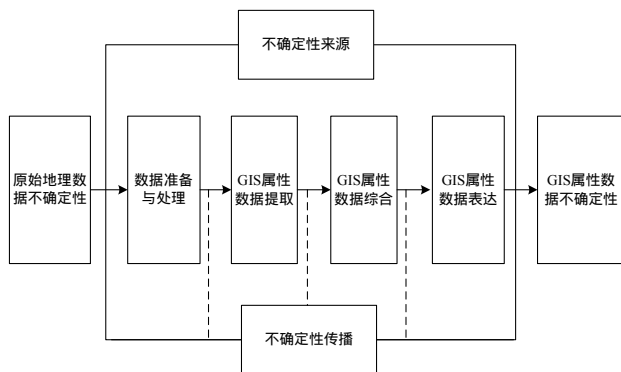 不确定性来源
原始地理数
据不确定性
数据准备
与处理
GIS属性
数据提取
GIS属性
数据综合
GIS属性
数据表达
GIS属性数
据不确定性
不确定性传播